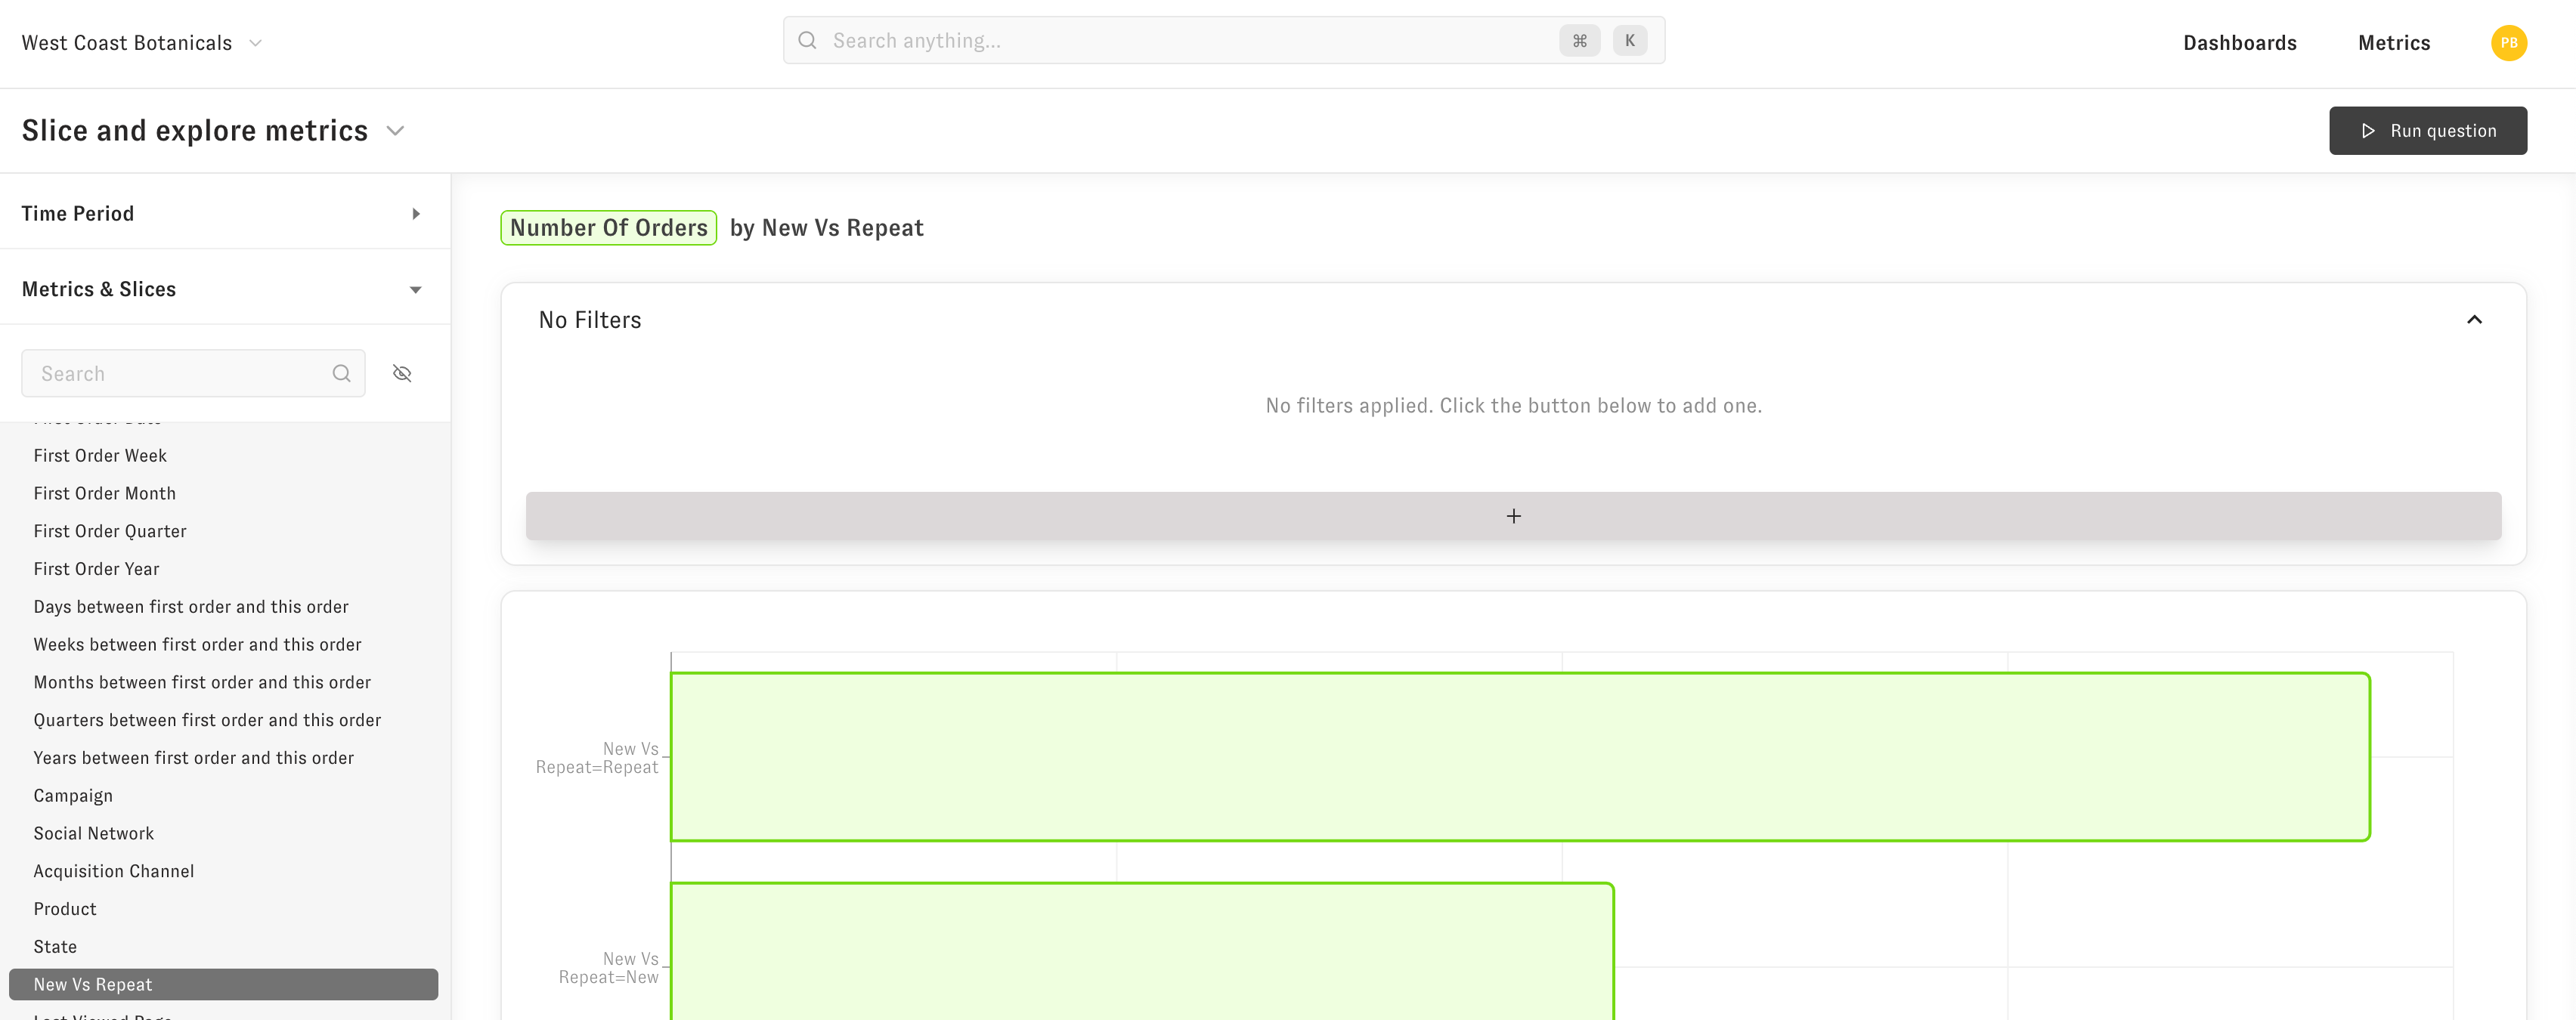 West Coast Botanicals
Search anything...
⌘ K
Dashboards
Metrics
PB
Slice and explore metrics
Run question
Time Period
Metrics & Slices
Search
First Order Week
First Order Month
First Order Quarter
First Order Year
Days between first order and this order
Weeks between first order and this order
Months between first order and this order
Quarters between first order and this order
Years between first order and this order
Campaign
Social Network
Acquisition Channel
Product
State
New Vs Repeat
Number Of Orders by New Vs Repeat
No Filters
No filters applied. Click the button below to add one.
+
New Vs
Repeat=Repeat
New Vs
Repeat=New